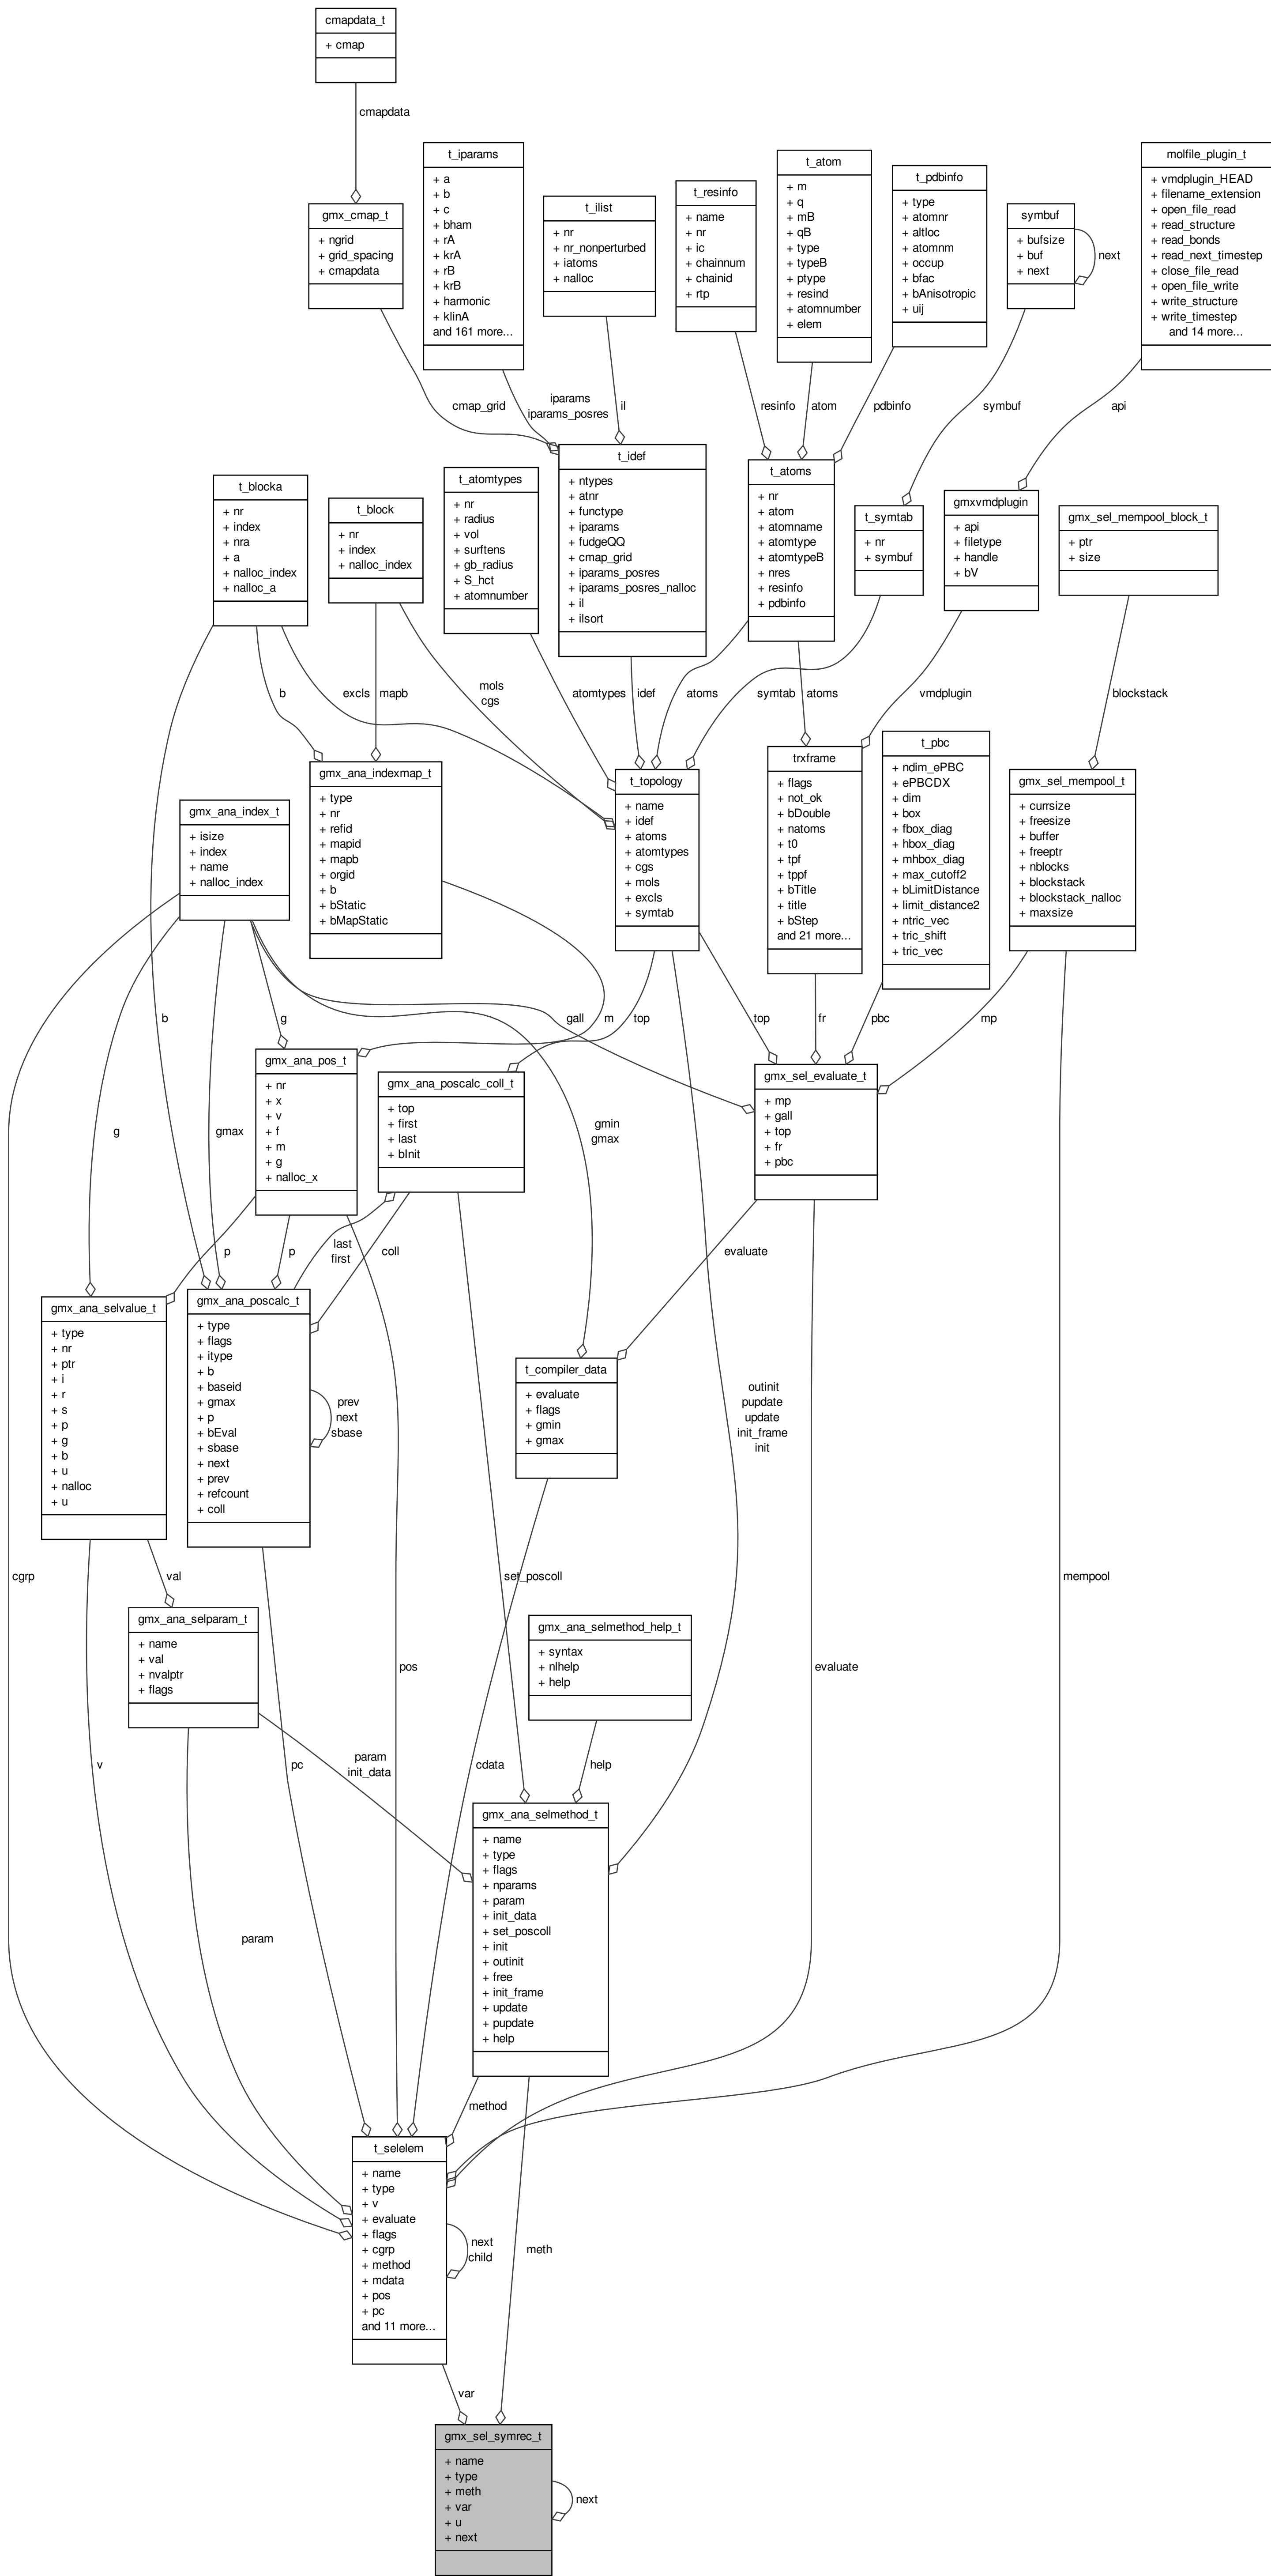 cmapdata_t
+ cmap
cmapdata
t_iparams
+ a
+ b
+ c
+ bham
+ rA
+ krA
+ rB
+ krB
+ harmonic
+ klinA
and 161 more...
t_atom
+ m
+ q
+ mB
+ qB
+ type
+ typeB
+ ptype
+ resind
+ atomnumber
+ elem
molfile_plugin_t
+ vmdplugin_HEAD
+ filename_extension
+ open_file_read
+ read_structure
+ read_bonds
+ read_next_timestep
+ close_file_read
+ open_file_write
+ write_structure
+ write_timestep
and 14 more...
t_pdbinfo
+ type
+ atomnr
+ altloc
+ atomnm
+ occup
+ bfac
+ bAnisotropic
+ uij
t_resinfo
+ name
+ nr
+ ic
+ chainnum
+ chainid
+ rtp
t_ilist
+ nr
+ nr_nonperturbed
+ iatoms
+ nalloc
gmx_cmap_t
+ ngrid
+ grid_spacing
+ cmapdata
symbuf
+ bufsize
+ buf
+ next
next
cmap_grid
iparams
iparams_posres
il
resinfo
atom
pdbinfo
symbuf
api
t_idef
+ ntypes
+ atnr
+ functype
+ iparams
+ fudgeQQ
+ cmap_grid
+ iparams_posres
+ iparams_posres_nalloc
+ il
+ ilsort
t_atoms
+ nr
+ atom
+ atomname
+ atomtype
+ atomtypeB
+ nres
+ resinfo
+ pdbinfo
t_blocka
+ nr
+ index
+ nra
+ a
+ nalloc_index
+ nalloc_a
t_block
+ nr
+ index
+ nalloc_index
t_atomtypes
+ nr
+ radius
+ vol
+ surftens
+ gb_radius
+ S_hct
+ atomnumber
t_symtab
+ nr
+ symbuf
gmxvmdplugin
+ api
+ filetype
+ handle
+ bV
gmx_sel_mempool_block_t
+ ptr
+ size
b
excls
mapb
mols
cgs
atomtypes
idef
atoms
symtab
atoms
vmdplugin
blockstack
gmx_ana_indexmap_t
+ type
+ nr
+ refid
+ mapid
+ mapb
+ orgid
+ b
+ bStatic
+ bMapStatic
gmx_ana_index_t
+ isize
+ index
+ name
+ nalloc_index
t_topology
+ name
+ idef
+ atoms
+ atomtypes
+ cgs
+ mols
+ excls
+ symtab
trxframe
+ flags
+ not_ok
+ bDouble
+ natoms
+ t0
+ tpf
+ tppf
+ bTitle
+ title
+ bStep
and 21 more...
t_pbc
+ ndim_ePBC
+ ePBCDX
+ dim
+ box
+ fbox_diag
+ hbox_diag
+ mhbox_diag
+ max_cutoff2
+ bLimitDistance
+ limit_distance2
+ ntric_vec
+ tric_shift
+ tric_vec
gmx_sel_mempool_t
+ currsize
+ freesize
+ buffer
+ freeptr
+ nblocks
+ blockstack
+ blockstack_nalloc
+ maxsize
b
g
gall
m
top
top
fr
pbc
mp
gmx_ana_pos_t
+ nr
+ x
+ v
+ f
+ m
+ g
+ nalloc_x
gmx_ana_poscalc_coll_t
+ top
+ first
+ last
+ bInit
gmx_sel_evaluate_t
+ mp
+ gall
+ top
+ fr
+ pbc
g
gmax
gmin
gmax
p
p
last
first
coll
evaluate
gmx_ana_selvalue_t
+ type
+ nr
+ ptr
+ i
+ r
+ s
+ p
+ g
+ b
+ u
+ nalloc
+ u
gmx_ana_poscalc_t
+ type
+ flags
+ itype
+ b
+ baseid
+ gmax
+ p
+ bEval
+ sbase
+ next
+ prev
+ refcount
+ coll
prev
next
sbase
t_compiler_data
+ evaluate
+ flags
+ gmin
+ gmax
outinit
pupdate
update
init_frame
init
cgrp
val
set_poscoll
mempool
gmx_ana_selparam_t
+ name
+ val
+ nvalptr
+ flags
gmx_ana_selmethod_help_t
+ syntax
+ nlhelp
+ help
pos
evaluate
v
pc
param
init_data
cdata
help
gmx_ana_selmethod_t
+ name
+ type
+ flags
+ nparams
+ param
+ init_data
+ set_poscoll
+ init
+ outinit
+ free
+ init_frame
+ update
+ pupdate
+ help
param
method
t_selelem
+ name
+ type
+ v
+ evaluate
+ flags
+ cgrp
+ method
+ mdata
+ pos
+ pc
and 11 more...
next
child
meth
var
gmx_sel_symrec_t
+ name
+ type
+ meth
+ var
+ u
+ next
next